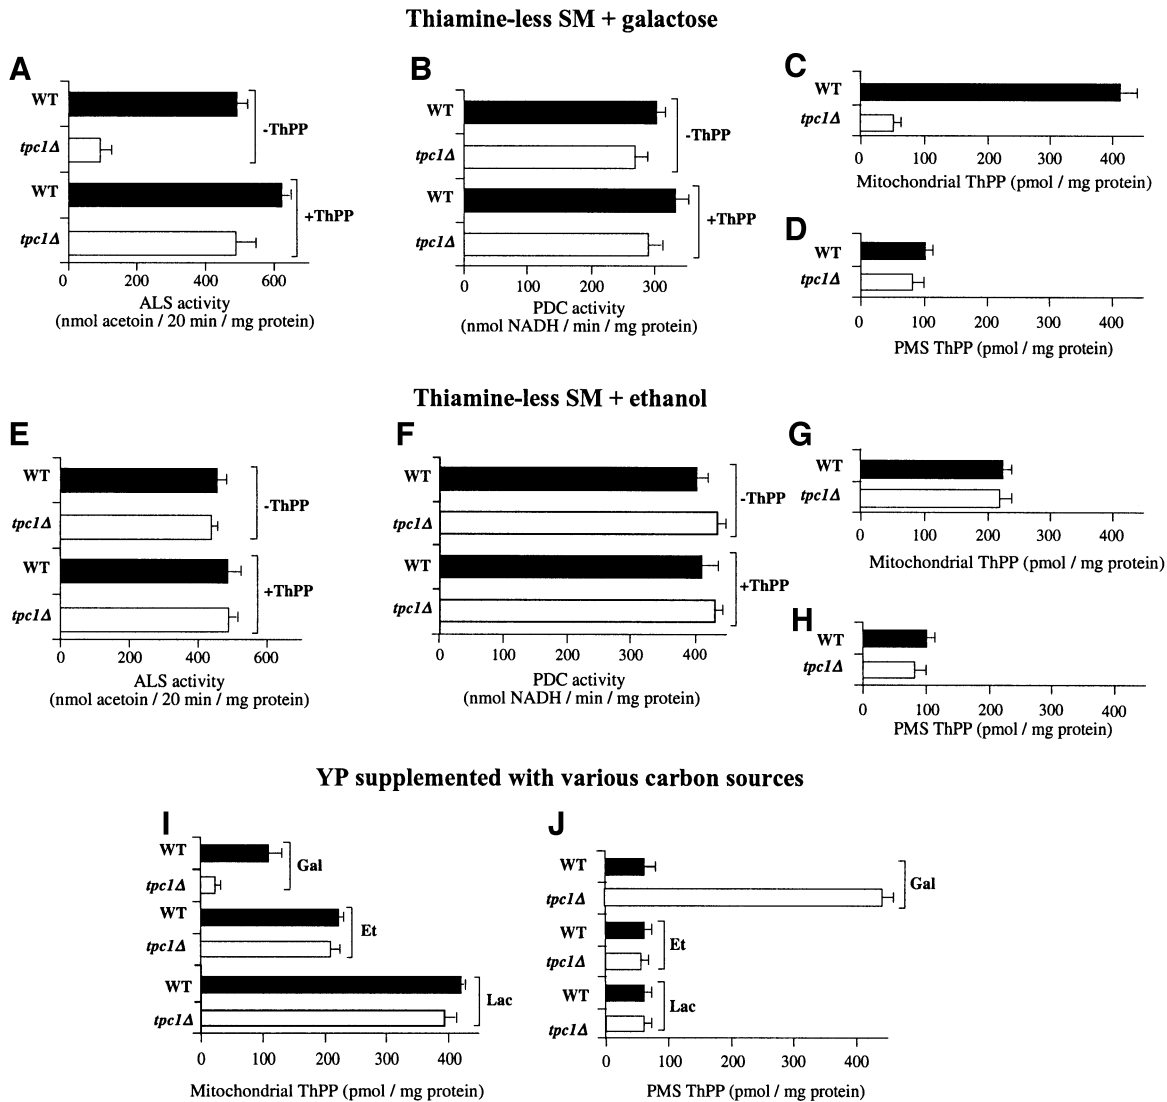 Thiamine-less SM + galactose
A
WT
tpc1Δ
-ThPP
WT
tpc1Δ
+ThPP
0 200 400 600
ALS activity
(nmol acetoin / 20 min / mg protein)
B
WT
tpc1Δ
-ThPP
WT
tpc1Δ
+ThPP
0 100 200 300
PDC activity
(nmol NADH / min / mg protein)
C
WT
tpc1Δ
0 100 200 300 400
Mitochondrial ThPP (pmol / mg protein)
D
WT
tpc1Δ
0 100 200 300 400
PMS ThPP (pmol / mg protein)
Thiamine-less SM + ethanol
E
WT
tpc1Δ
-ThPP
WT
tpc1Δ
+ThPP
0 200 400 600
ALS activity
(nmol acetoin / 20 min / mg protein)
F
WT
tpc1Δ
-ThPP
WT
tpc1Δ
+ThPP
0 100 200 300 400
PDC activity
(nmol NADH / min / mg protein)
G
WT
tpc1Δ
0 100 200 300 400
Mitochondrial ThPP (pmol / mg protein)
H
WT
tpc1Δ
0 100 200 300 400
PMS ThPP (pmol / mg protein)
YP supplemented with various carbon sources
I
WT
Gal
tpc1Δ
WT
Et
tpc1Δ
WT
Lac
tpc1Δ
0 100 200 300 400
Mitochondrial ThPP (pmol / mg protein)
J
WT
Gal
tpc1Δ
WT
Et
tpc1Δ
WT
Lac
tpc1Δ
0 100 200 300 400
PMS ThPP (pmol / mg protein)